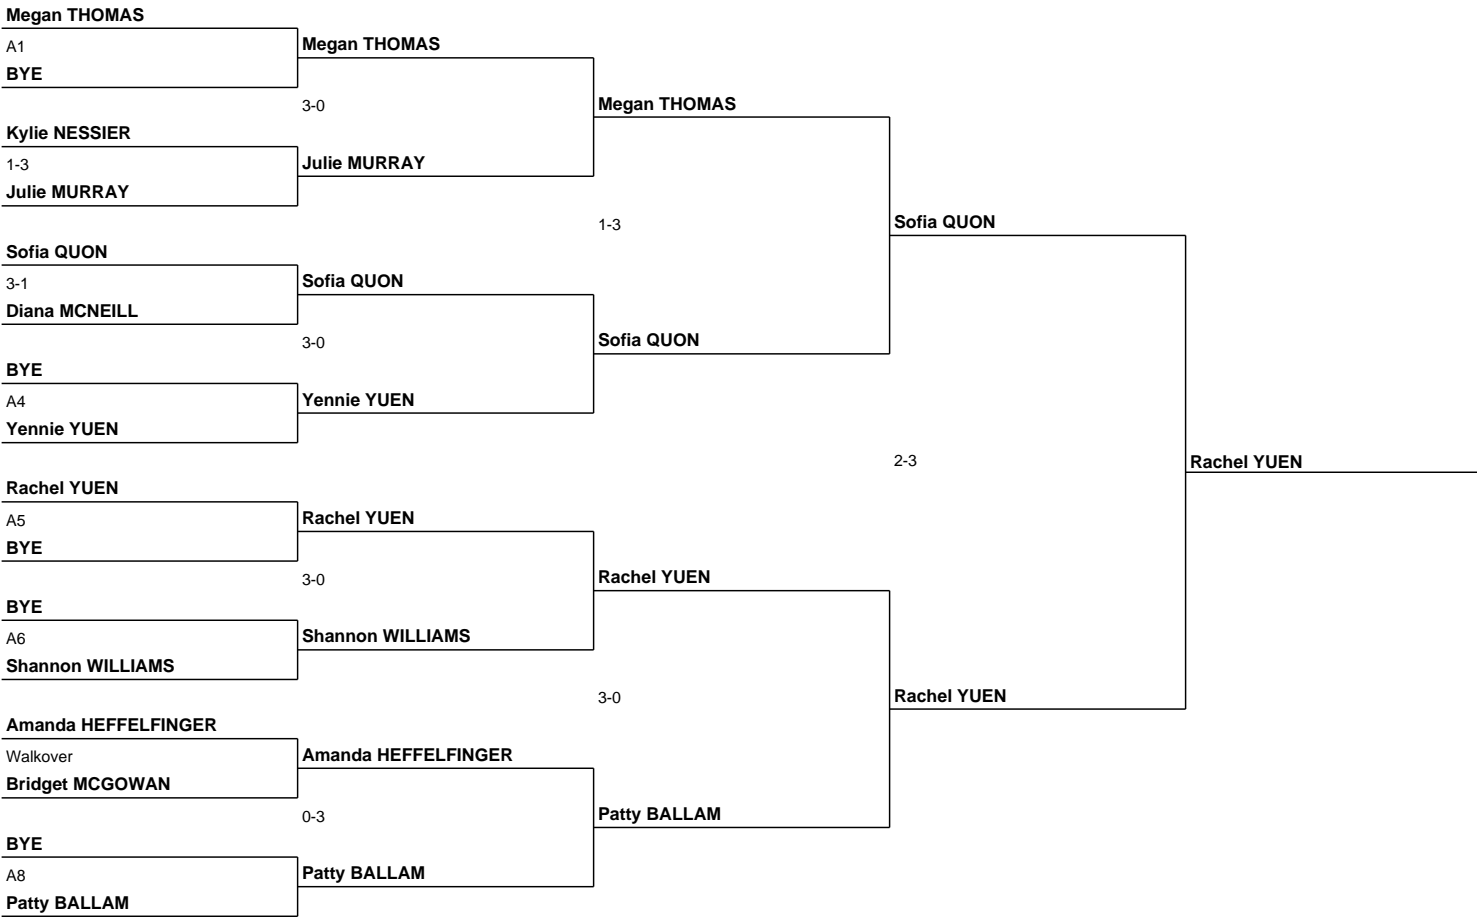 Megan THOMAS
A1
BYE
Kylie NESSIER
1-3
Julie MURRAY
Sofia QUON
3-1
Diana MCNEILL
BYE
A4
Yennie YUEN
Rachel YUEN
A5
BYE
BYE
A6
Shannon WILLIAMS
Amanda HEFFELFINGER
Walkover
Bridget MCGOWAN
BYE
A8
Patty BALLAM
Megan THOMAS
3-0
Julie MURRAY
Sofia QUON
3-0
Yennie YUEN
Rachel YUEN
3-0
Shannon WILLIAMS
Amanda HEFFELFINGER
0-3
Patty BALLAM
Megan THOMAS
1-3
Sofia QUON
Rachel YUEN
3-0
Patty BALLAM
Sofia QUON
2-3
Rachel YUEN
Rachel YUEN